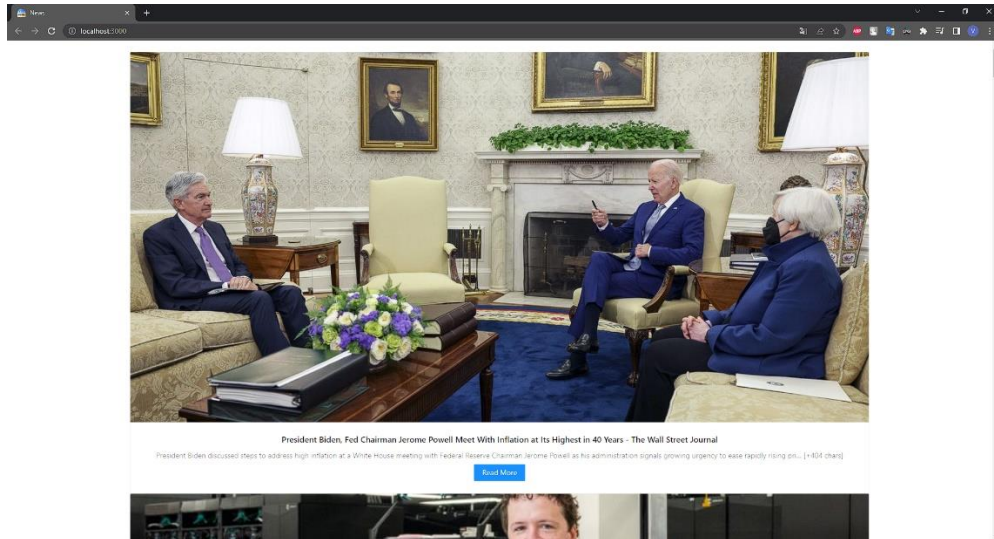 News
localhost:3000
President Biden, Fed Chairman Jerome Powell Meet With Inflation at Its Highest in 40 Years - The Wall Street Journal
President Biden discussed steps to address high inflation at a White House meeting with Federal Reserve Chairman Jerome Powell as his administration signals growing urgency to ease rapidly rising pri… [+404 chars]
Read More